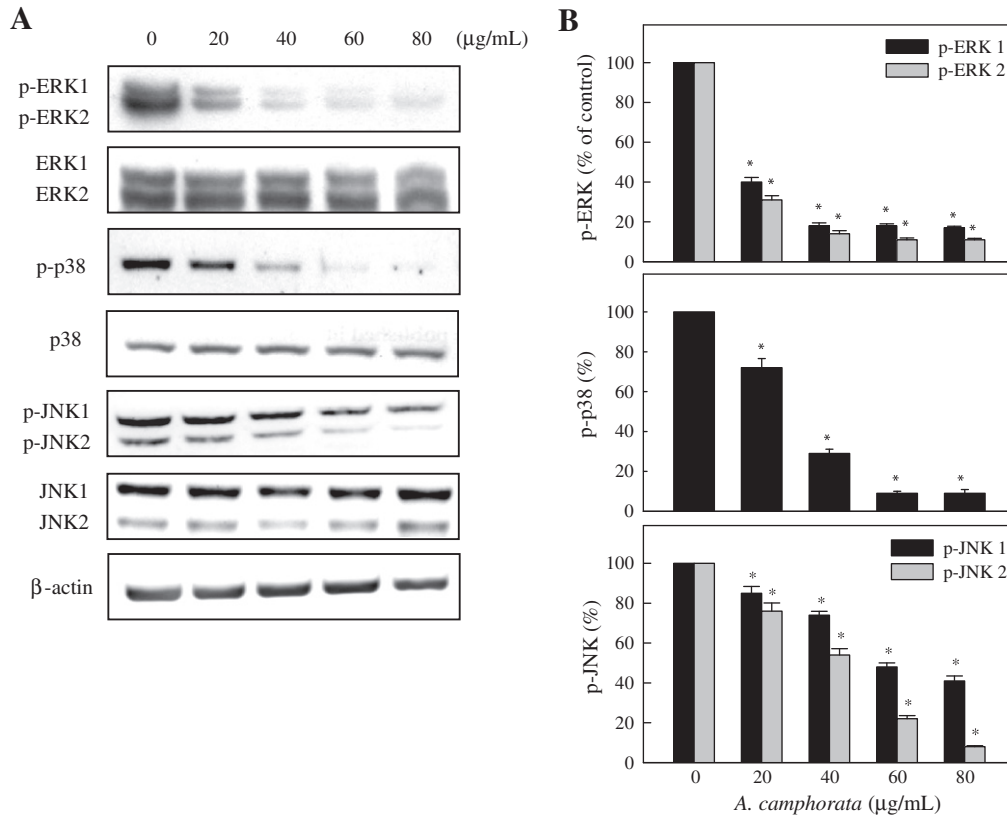 A
0 20 40 60 80 (μg/mL)
p-ERK1
p-ERK2
ERK1
ERK2
p-p38
p38
p-JNK1
p-JNK2
JNK1
JNK2
β-actin
B
p-ERK (% of control)
100
80
60
40
20
0
p-ERK 1
p-ERK 2
* * * * * * * *
p-p38 (%)
100
80
60
40
20
0
* * * *
p-JNK (%)
100
80
60
40
20
0
p-JNK 1
p-JNK 2
* * * * * * * *
0 20 40 60 80
A. camphorata (μg/mL)